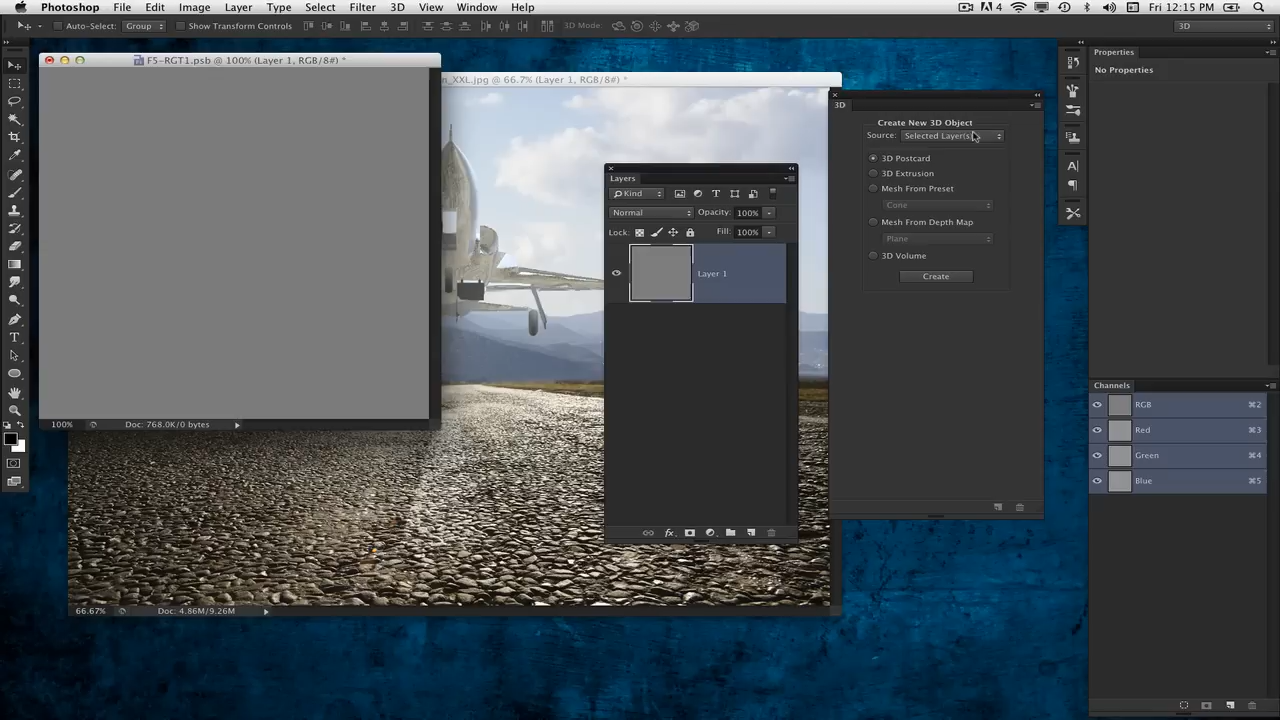 Photoshop File Edit Image Layer Type Select Filter 3D View Window Help
4 Fri 12:15 PM
Auto-Select: Group Show Transform Controls 3D Mode: 3D
F5-RGT1.psb @ 100% (Layer 1, RGB/8#) *
n_XXL.jpg @ 66.7% (Layer 1, RGB/8#) *
100% Doc: 768.0K/0 bytes
66.67% Doc: 4.86M/9.26M
Layers
Kind
Normal Opacity: 100%
Lock: Fill: 100%
Layer 1
fx
3D
Create New 3D Object
Source: Selected Layer(s)
3D Postcard
3D Extrusion
Mesh From Preset
Cone
Mesh From Depth Map
Plane
3D Volume
Create
Properties
No Properties
Channels
RGB ⌘2
Red ⌘3
Green ⌘4
Blue ⌘5